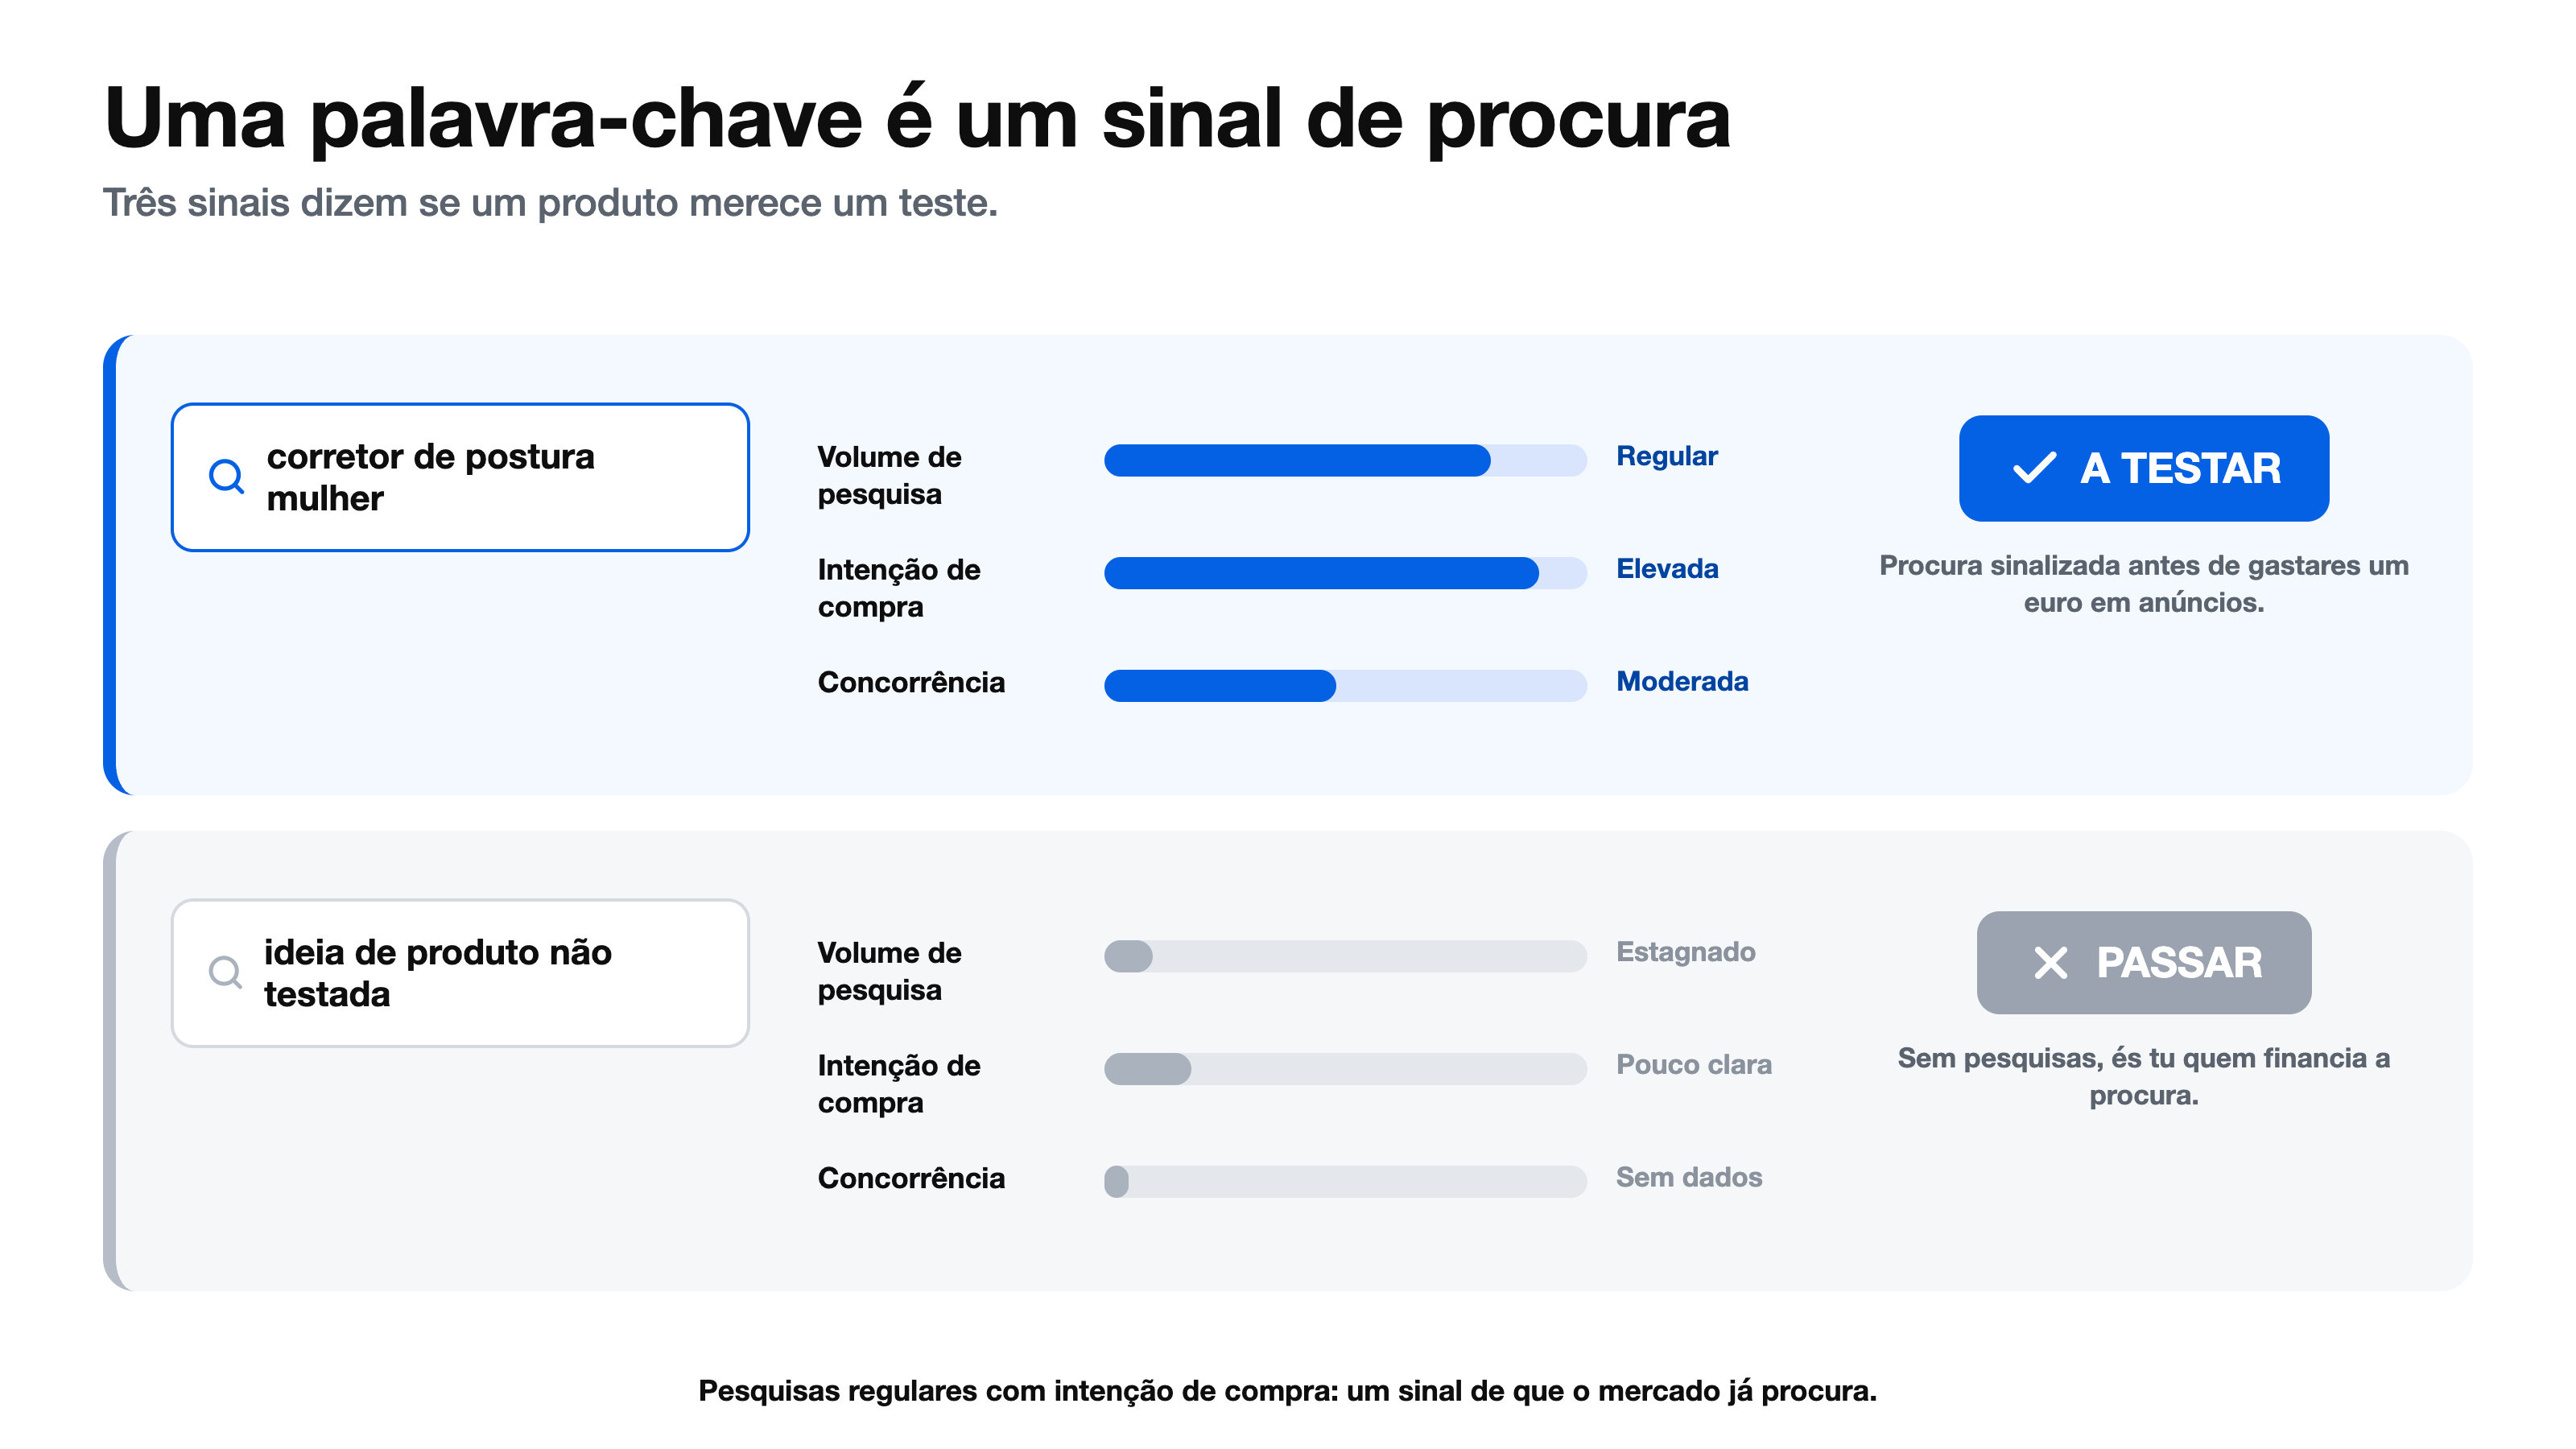 Uma palavra-chave é um sinal de procura
Três sinais dizem se um produto merece um teste.
corretor de postura
mulher
Volume de
pesquisa
Regular
Intenção de
compra
Elevada
Concorrência
Moderada
A TESTAR
Procura sinalizada antes de gastares um
euro em anúncios.
ideia de produto não
testada
Volume de
pesquisa
Estagnado
Intenção de
compra
Pouco clara
Concorrência
Sem dados
PASSAR
Sem pesquisas, és tu quem financia a
procura.
Pesquisas regulares com intenção de compra: um sinal de que o mercado já procura.